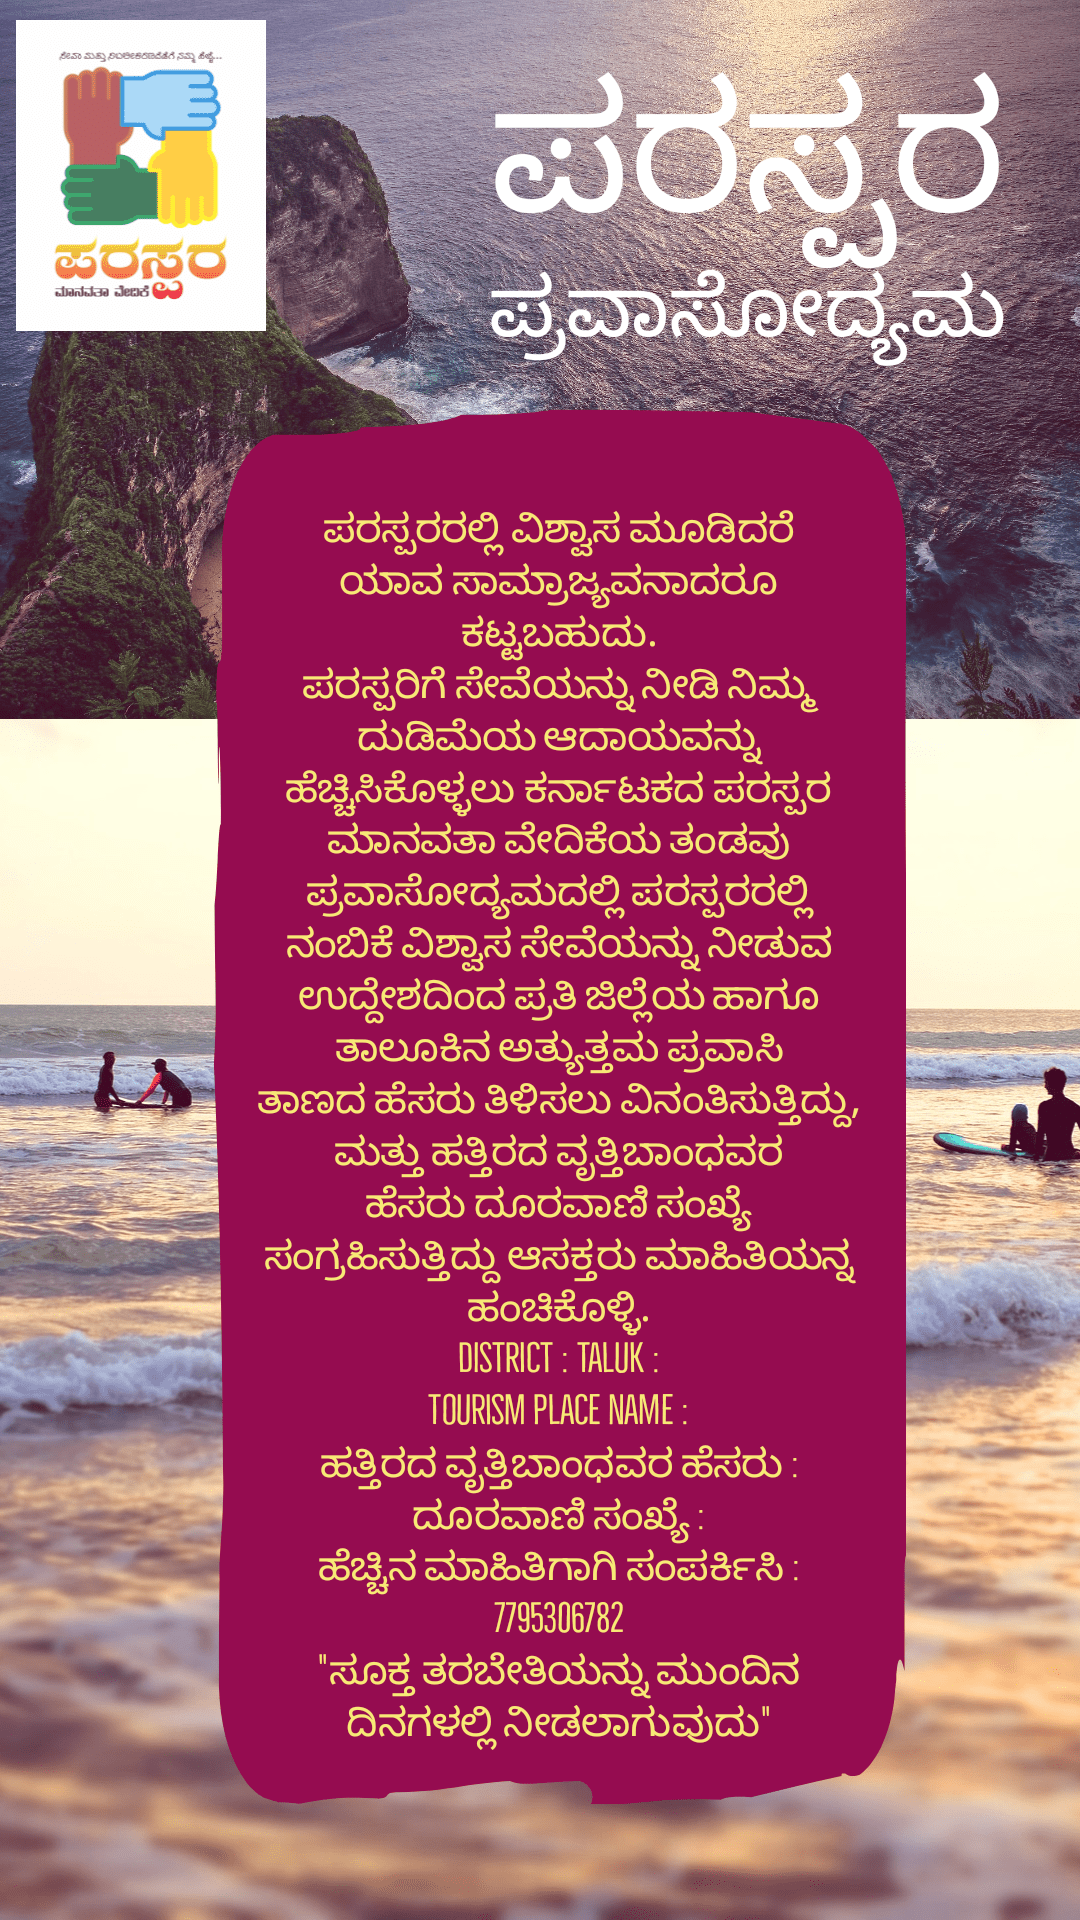 ಸೇವಾ ಮತ್ತು ಸಬಲೀಕರಣದೆಡೆಗೆ ನಮ್ಮ ಹೆಜ್ಜೆ...
ಪರಸ್ಪರ
ಮಾನವತಾ ವೇದಿಕೆ
ಪರಸ್ಪರ
ಪ್ರವಾಸೋದ್ಯಮ
ಪರಸ್ಪರರಲ್ಲಿ ವಿಶ್ವಾಸ ಮೂಡಿದರೆ
ಯಾವ ಸಾಮ್ರಾಜ್ಯವನಾದರೂ
ಕಟ್ಟಬಹುದು.
ಪರಸ್ಪರಿಗೆ ಸೇವೆಯನ್ನು ನೀಡಿ ನಿಮ್ಮ
ದುಡಿಮೆಯ ಆದಾಯವನ್ನು
ಹೆಚ್ಚಿಸಿಕೊಳ್ಳಲು ಕರ್ನಾಟಕದ ಪರಸ್ಪರ
ಮಾನವತಾ ವೇದಿಕೆಯ ತಂಡವು
ಪ್ರವಾಸೋದ್ಯಮದಲ್ಲಿ ಪರಸ್ಪರರಲ್ಲಿ
ನಂಬಿಕೆ ವಿಶ್ವಾಸ ಸೇವೆಯನ್ನು ನೀಡುವ
ಉದ್ದೇಶದಿಂದ ಪ್ರತಿ ಜಿಲ್ಲೆಯ ಹಾಗೂ
ತಾಲೂಕಿನ ಅತ್ಯುತ್ತಮ ಪ್ರವಾಸಿ
ತಾಣದ ಹೆಸರು ತಿಳಿಸಲು ವಿನಂತಿಸುತ್ತಿದ್ದು,
ಮತ್ತು ಹತ್ತಿರದ ವೃತ್ತಿಬಾಂಧವರ
ಹೆಸರು ದೂರವಾಣಿ ಸಂಖ್ಯೆ
ಸಂಗ್ರಹಿಸುತ್ತಿದ್ದು ಆಸಕ್ತರು ಮಾಹಿತಿಯನ್ನ
ಹಂಚಿಕೊಳ್ಳಿ.
DISTRICT : TALUK :
TOURISM PLACE NAME :
ಹತ್ತಿರದ ವೃತ್ತಿಬಾಂಧವರ ಹೆಸರು :
ದೂರವಾಣಿ ಸಂಖ್ಯೆ :
ಹೆಚ್ಚಿನ ಮಾಹಿತಿಗಾಗಿ ಸಂಪರ್ಕಿಸಿ :
7795306782
"ಸೂಕ್ತ ತರಬೇತಿಯನ್ನು ಮುಂದಿನ
ದಿನಗಳಲ್ಲಿ ನೀಡಲಾಗುವುದು"